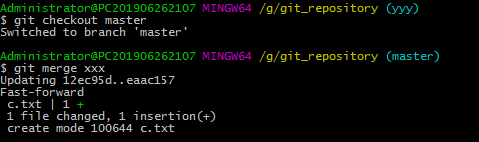 Administrator@PC201906262107 MINGW64 /g/git_repository (yyy)
$ git checkout master
Switched to branch 'master'
Administrator@PC201906262107 MINGW64 /g/git_repository (master)
$ git merge xxx
Updating 12ec95d..eaac157
Fast-forward
 c.txt | 1 +
 1 file changed, 1 insertion(+)
 create mode 100644 c.txt